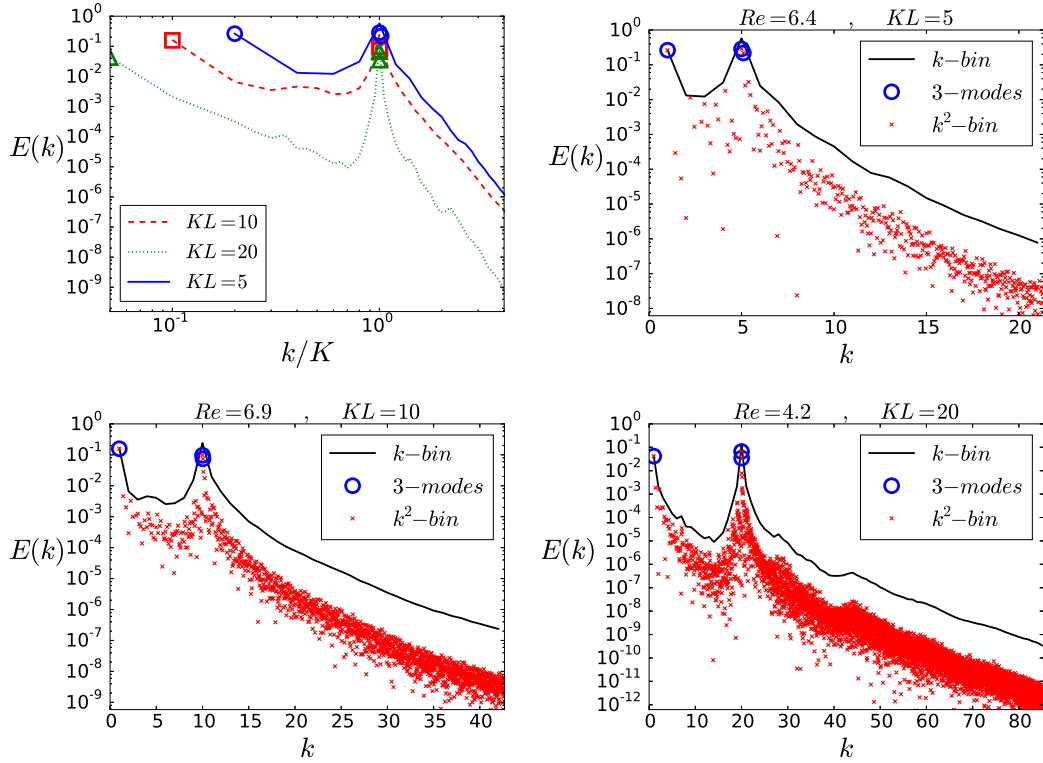 10^0
10^-1
10^-2
10^-3
10^-4
10^-5
10^-6
10^-7
10^-8
10^-9
E(k)
KL=10
KL=20
KL=5
10^-1 10^0
k/K
Re=6.4 , KL=5
10^0
10^-1
10^-2
10^-3
10^-4
10^-5
10^-6
10^-7
10^-8
E(k)
k−bin
3−modes
k²−bin
0 5 10 15 20
k
Re=6.9 , KL=10
10^0
10^-1
10^-2
10^-3
10^-4
10^-5
10^-6
10^-7
10^-8
10^-9
E(k)
k−bin
3−modes
k²−bin
0 5 10 15 20 25 30 35 40
k
Re=4.2 , KL=20
10^0
10^-1
10^-2
10^-3
10^-4
10^-5
10^-6
10^-7
10^-8
10^-9
10^-10
10^-11
10^-12
E(k)
k−bin
3−modes
k²−bin
0 10 20 30 40 50 60 70 80
k